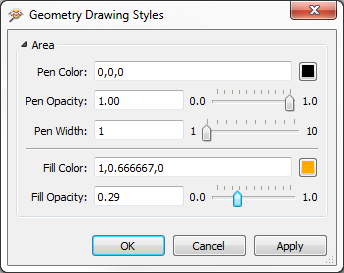 Geometry Drawing Styles
Area
Pen Color: 0,0,0
Pen Opacity: 1.00 0.0 1.0
Pen Width: 1 1 10
Fill Color: 1,0.666667,0
Fill Opacity: 0.29 0.0 1.0
OK Cancel Apply